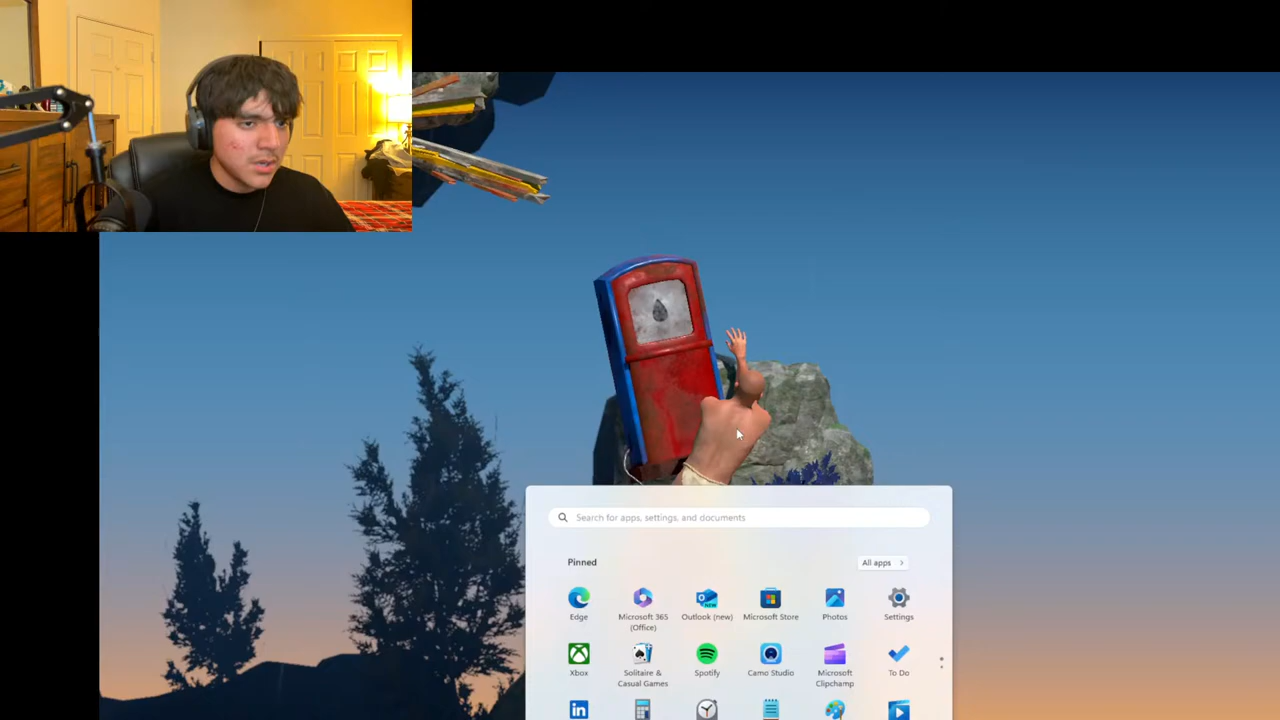 Search for apps, settings, and documents
Pinned
All apps
Edge
Microsoft 365
(Office)
Outlook (new)
Microsoft Store
Photos
Settings
Xbox
Solitaire &
Casual Games
Spotify
Camo Studio
Microsoft
Clipchamp
To Do
in